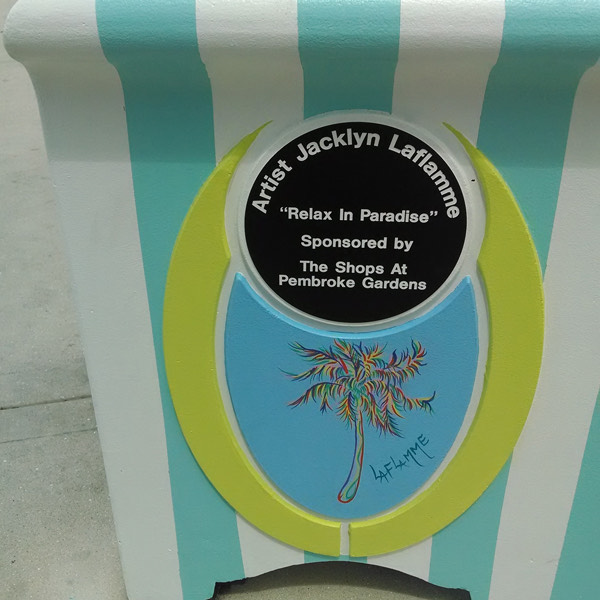 Artist Jacklyn Laflamme
"Relax In Paradise"
Sponsored by
The Shops At
Pembroke Gardens
LAFLAMME